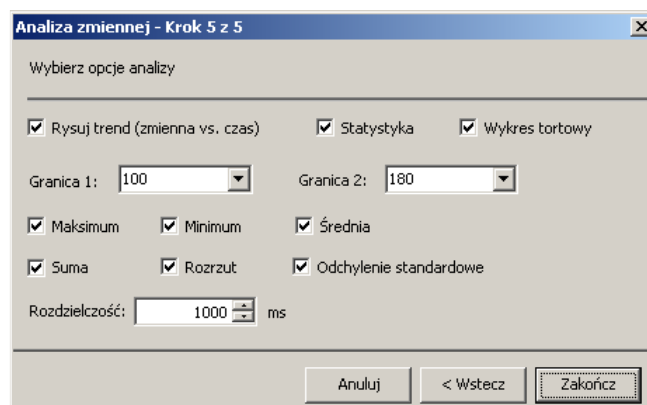 Analiza zmiennej - Krok 5 z 5
Wybierz opcje analizy
Rysuj trend (zmienna vs. czas) Statystyka Wykres tortowy
Granica 1: 100 Granica 2: 180
Maksimum Minimum Średnia
Suma Rozrzut Odchylenie standardowe
Rozdzielczość: 1000 ms
Anuluj < Wstecz Zakończ